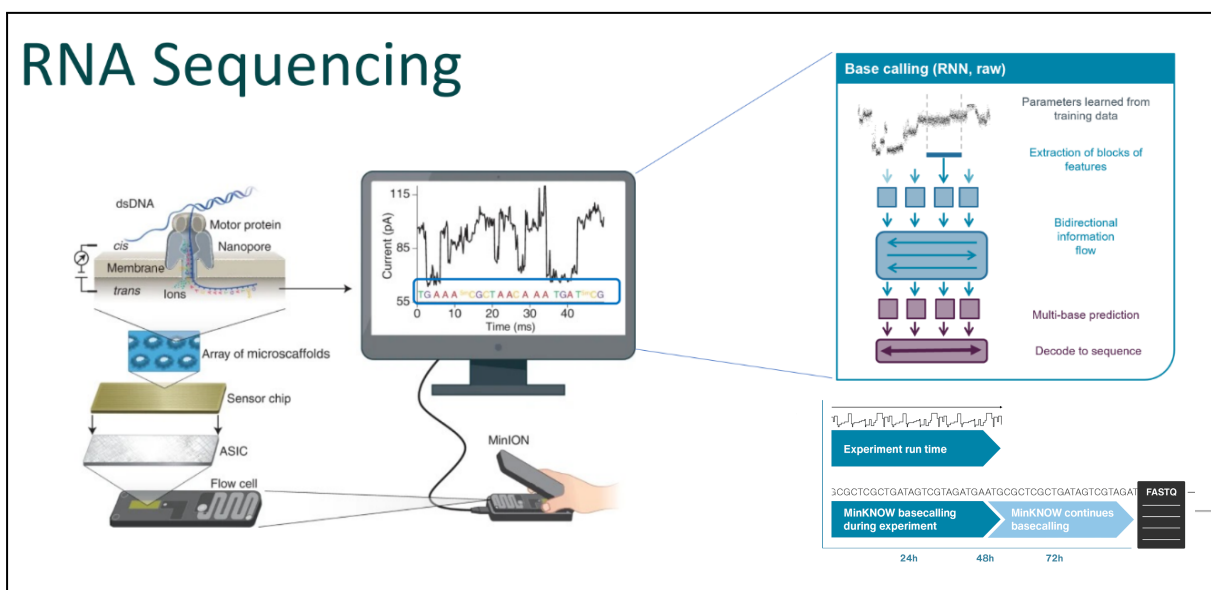 RNA Sequencing
dsDNA
Motor protein
cis
Nanopore
Membrane
trans
Ions
Array of microscaffolds
Sensor chip
ASIC
Flow cell
MinION
115
85
55
Current (pA)
TGAAA CGCTAACAAATGAT CG
0 10 20 30 40
Time (ms)
Base calling (RNN, raw)
Parameters learned from
training data
Extraction of blocks of
features
Bidirectional
information
flow
Multi-base prediction
Decode to sequence
Experiment run time
GCGCTCGCTGATAGTCGTAGATGAATGCGCTCGCTGATAGTCGTAGAT
FASTQ
MinKNOW basecalling
during experiment
MinKNOW continues
basecalling
24h 48h 72h